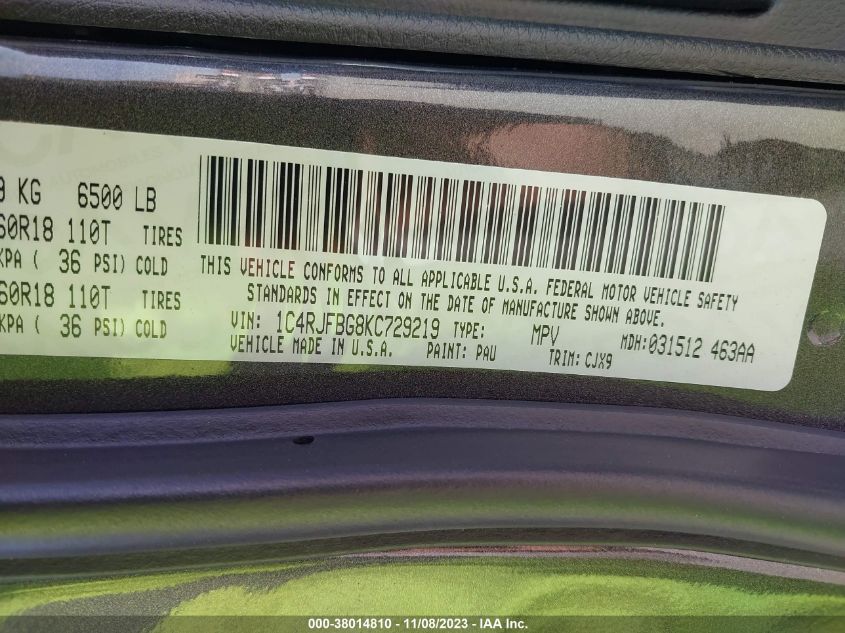 KG 6500 LB
60R18 110T TIRES
KPA ( 36 PSI) COLD
60R18 110T TIRES
KPA ( 36 PSI) COLD
THIS VEHICLE CONFORMS TO ALL APPLICABLE U.S.A. FEDERAL MOTOR VEHICLE SAFETY
STANDARDS IN EFFECT ON THE DATE OF MANUFACTURE SHOWN ABOVE.
VIN: 1C4RJFBG8KC729219 TYPE: MPV MDH:031512 463AA
VEHICLE MADE IN U.S.A. PAINT: PAU TRIM: CJX9
000-38014810 - 11/08/2023 - IAA Inc.